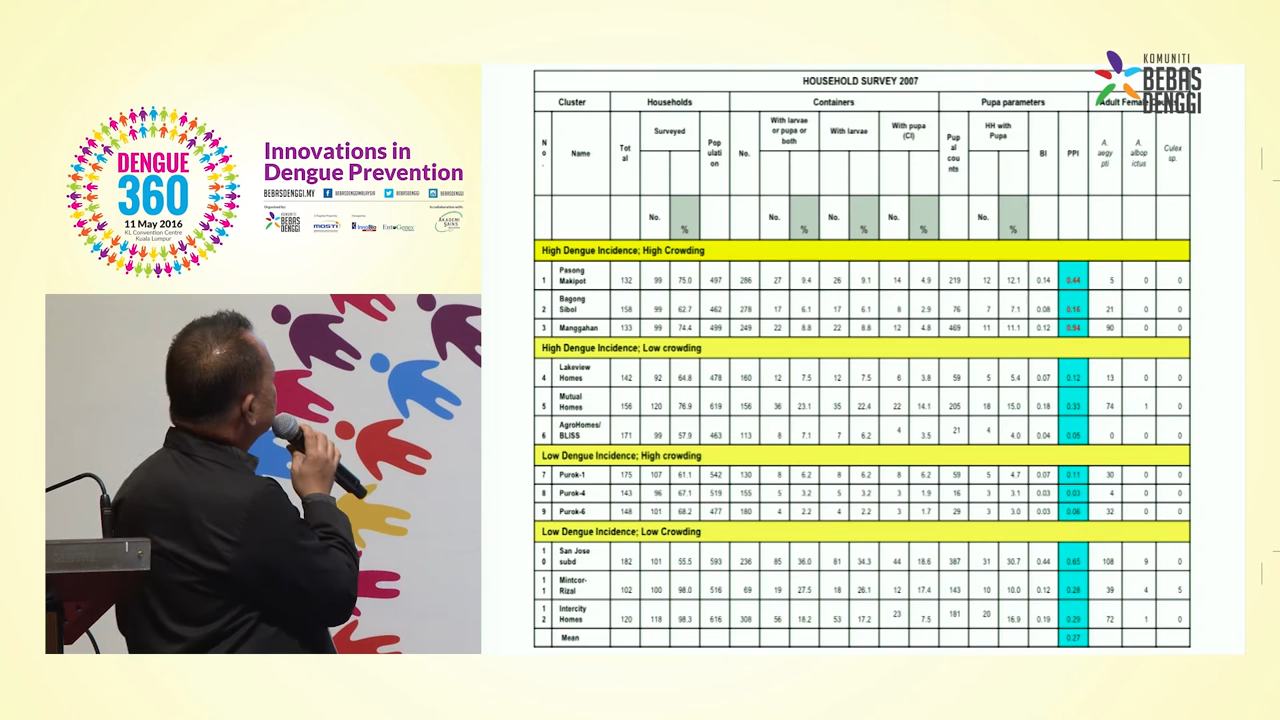 KOMUNITI
BEBAS
DENGGI
DENGUE
360
11 May 2016
KL Convention Centre
Kuala Lumpur
Innovations in
Dengue Prevention
BEBASDENGGI.MY BEBASDENGGIMALAYSIA BEBASDENGGI BEBASDENGGI
KOMUNITI
BEBAS
DENGGI
MOSTI
AKADEMI
SAINS
HOUSEHOLD SURVEY 2007
Cluster Households Containers Pupa parameters
No. Name Total Surveyed Population No. With larvae or pupa or both With larvae With pupa (CI) Pupal counts HH with Pupa BI PPI A. aegypti A. albopictus Culex sp.
No. % No. % No. % No. % No. %
High Dengue Incidence; High Crowding
1 Pasong Makipot 132 99 75.0 497 286 27 9.4 26 9.1 14 4.9 219 12 12.1 0.14 0.44 5 0 0
2 Bagong Sibol 158 99 62.7 462 278 17 6.1 17 6.1 8 2.9 76 7 7.1 0.08 0.16 21 0 0
3 Manggahan 133 99 74.4 499 249 22 8.8 22 8.8 12 4.8 469 11 11.1 0.12 0.94 90 0 0
High Dengue Incidence; Low crowding
4 Lakeview Homes 142 92 64.8 478 160 12 7.5 12 7.5 6 3.8 59 5 5.4 0.07 0.12 13 0 0
5 Mutual Homes 156 120 76.9 619 156 36 23.1 35 22.4 22 14.1 205 18 15.0 0.18 0.33 74 1 0
6 AgroHomes/BLISS 171 99 57.9 463 113 8 7.1 7 6.2 4 3.5 21 4 4.0 0.04 0.05 0 0 0
Low Dengue Incidence; High crowding
7 Purok-1 175 107 61.1 542 130 8 6.2 8 6.2 8 6.2 59 5 4.7 0.07 0.11 30 0 0
8 Purok-4 143 96 67.1 519 155 5 3.2 5 3.2 3 1.9 16 3 3.1 0.03 0.03 4 0 0
9 Purok-6 148 101 68.2 477 180 4 2.2 4 2.2 3 1.7 29 3 3.0 0.03 0.06 32 0 0
Low Dengue Incidence; Low Crowding
10 San Jose subd 182 101 55.5 593 236 85 36.0 81 34.3 44 18.6 387 31 30.7 0.44 0.65 108 9 0
11 Mintcor-Rizal 102 100 98.0 516 69 19 27.5 18 26.1 12 17.4 143 10 10.0 0.12 0.28 39 4 5
12 Intercity Homes 120 118 98.3 616 308 56 18.2 53 17.2 23 7.5 181 20 16.9 0.19 0.29 72 1 0
Mean 0.27